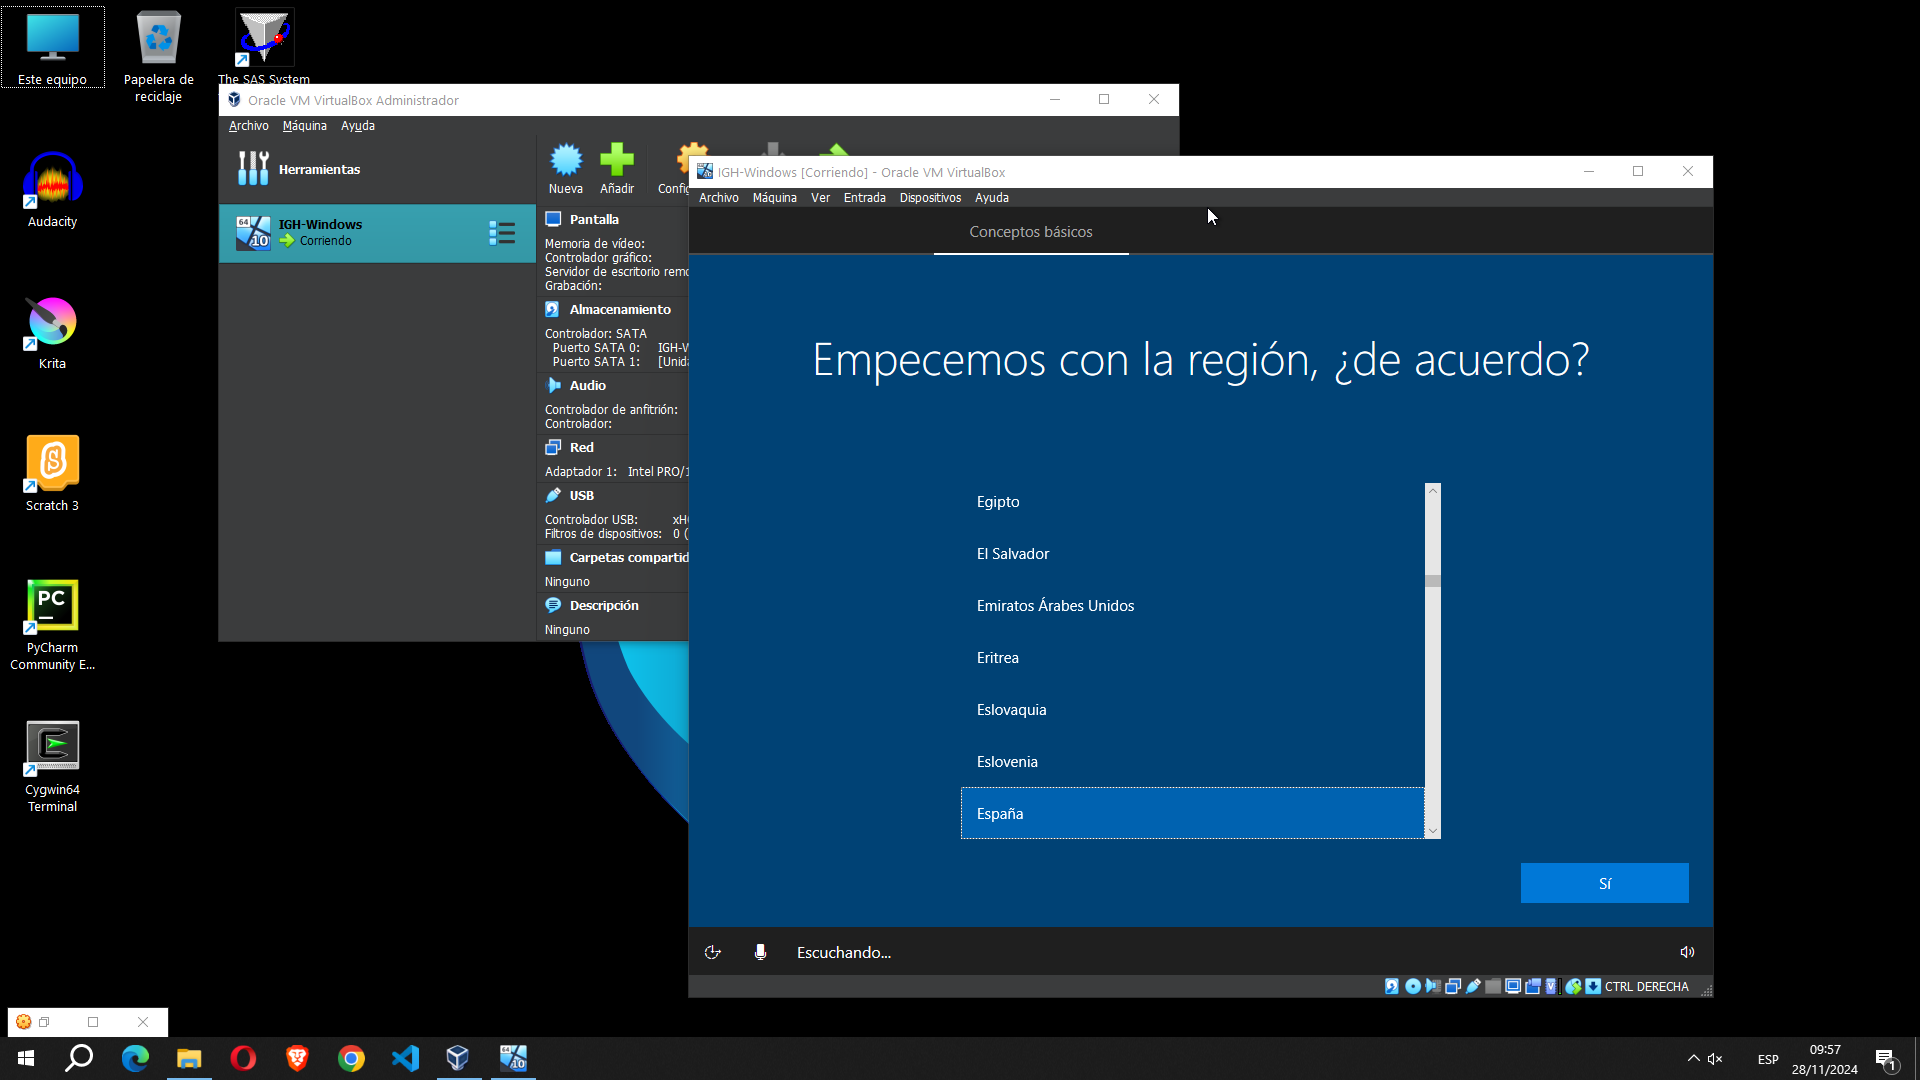 Este equipo
Papelera de
reciclaje
The SAS System
Audacity
Krita
Scratch 3
PyCharm
Community E...
Cygwin64
Terminal
Oracle VM VirtualBox Administrador
Archivo Máquina Ayuda
Herramientas
Nueva Añadir
IGH-Windows
Corriendo
Pantalla
Memoria de vídeo:
Controlador gráfico:
Servidor de escritorio remo
Grabación:
Almacenamiento
Controlador: SATA
Puerto SATA 0: IGH-W
Puerto SATA 1: [Unida
Audio
Controlador de anfitrión:
Controlador:
Red
Adaptador 1: Intel PRO/1
USB
Controlador USB: xH
Filtros de dispositivos: 0 (
Carpetas compartid
Ninguno
Descripción
Ninguno
IGH-Windows [Corriendo] - Oracle VM VirtualBox
Archivo Máquina Ver Entrada Dispositivos Ayuda
Conceptos básicos
Empecemos con la región, ¿de acuerdo?
Egipto
El Salvador
Emiratos Árabes Unidos
Eritrea
Eslovaquia
Eslovenia
España
Sí
Escuchando...
CTRL DERECHA
ESP
09:57
28/11/2024
1